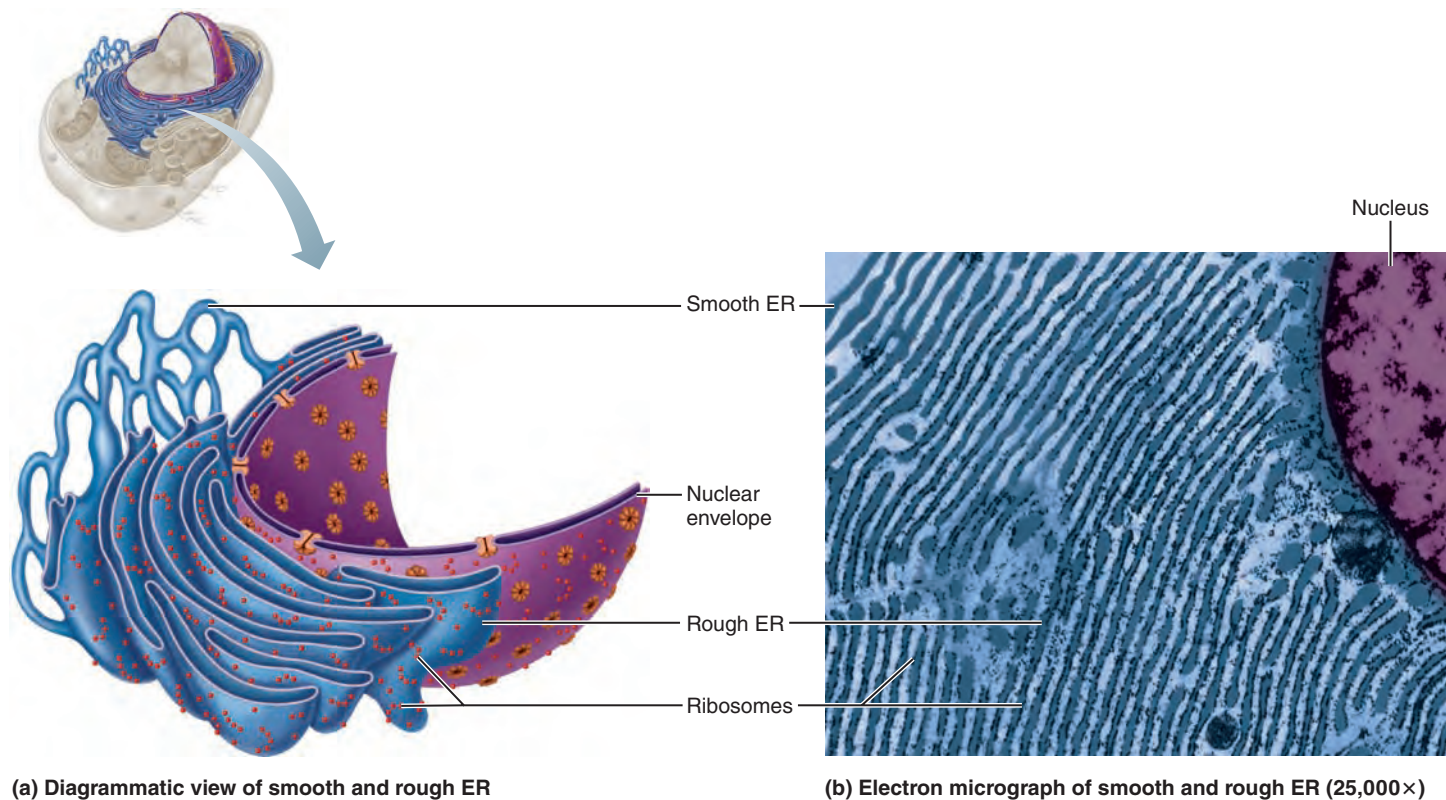 Nucleus
Smooth ER
Nuclear
envelope
Rough ER
Ribosomes
(a) Diagrammatic view of smooth and rough ER
(b) Electron micrograph of smooth and rough ER (25,000×)